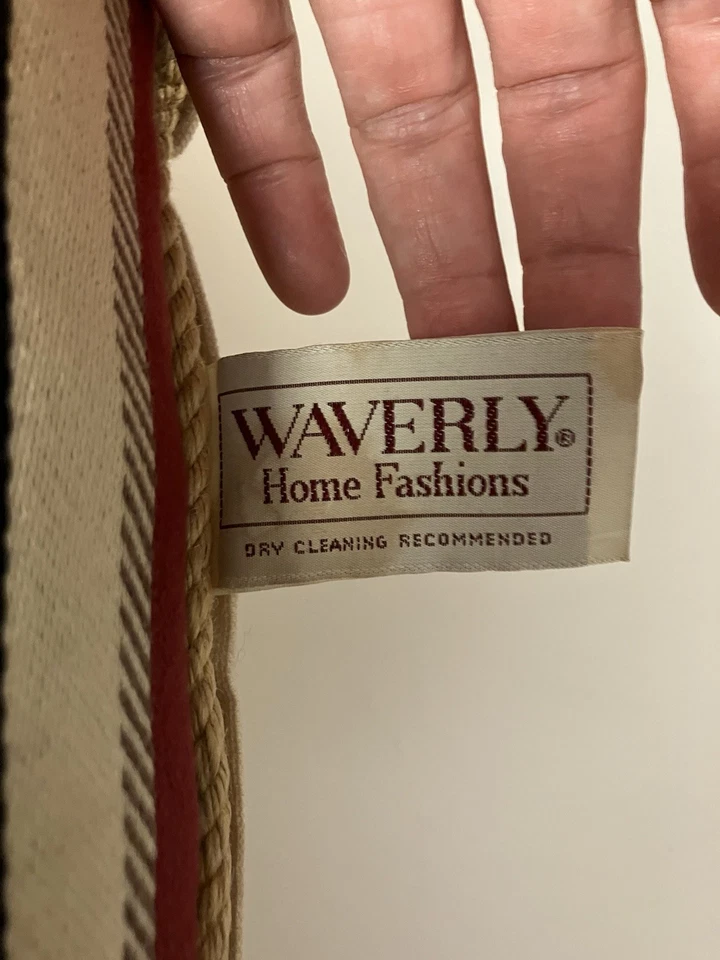 WAVERLY®
Home Fashions
DRY CLEANING RECOMMENDED